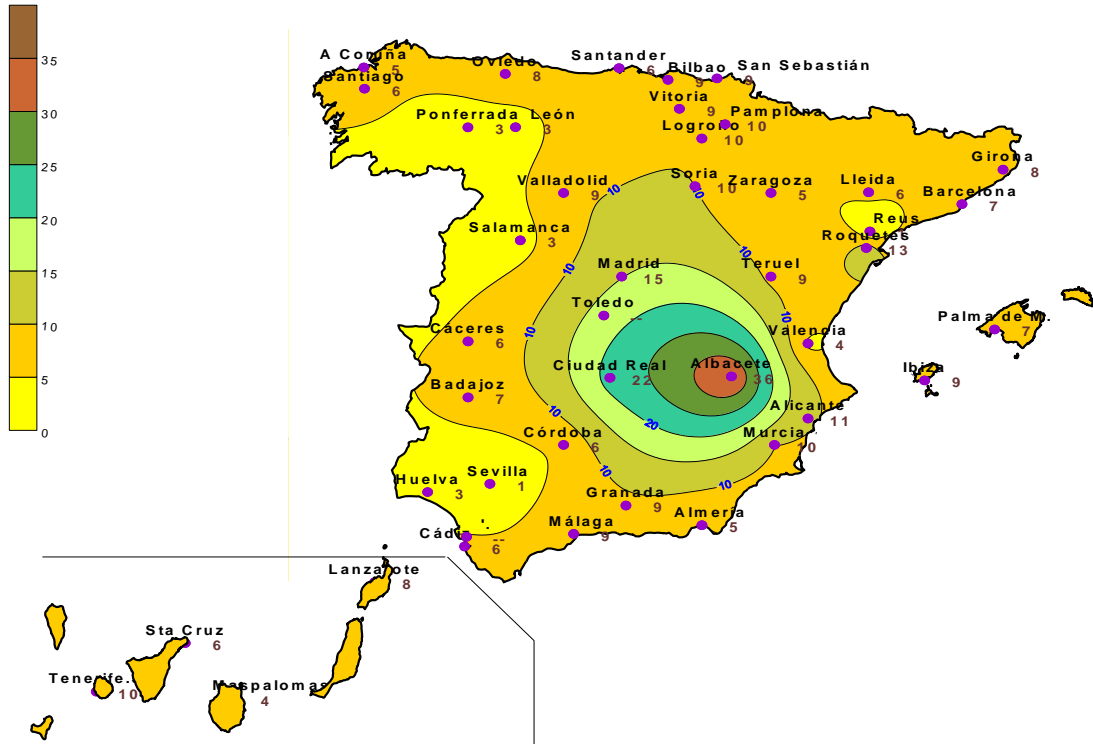 35
30
25
20
15
10
5
0
A Coruña
5
Santiago
6
Oviedo
8
Santander
6
Bilbao
9
San Sebastián
9
Vitoria
9
Pamplona
10
Logroño
10
Ponferrada
3
León
3
Girona
8
Valladolid
9
Soria
10
Zaragoza
5
Lleida
6
Barcelona
7
Reus
Roquetes
13
Salamanca
3
Madrid
15
Teruel
9
Toledo
--
Valencia
4
Palma de M.
7
Cáceres
6
Ciudad Real
22
Albacete
36
Ibiza
9
Badajoz
7
Alicante
11
Córdoba
6
Murcia
10
Sevilla
1
Huelva
3
Granada
9
Almería
5
Málaga
9
Cádiz
--
6
10
10
10
10
10
10
10
10
10
20
Lanzarote
8
Sta Cruz
6
Tenerife.
10
Maspalomas
4